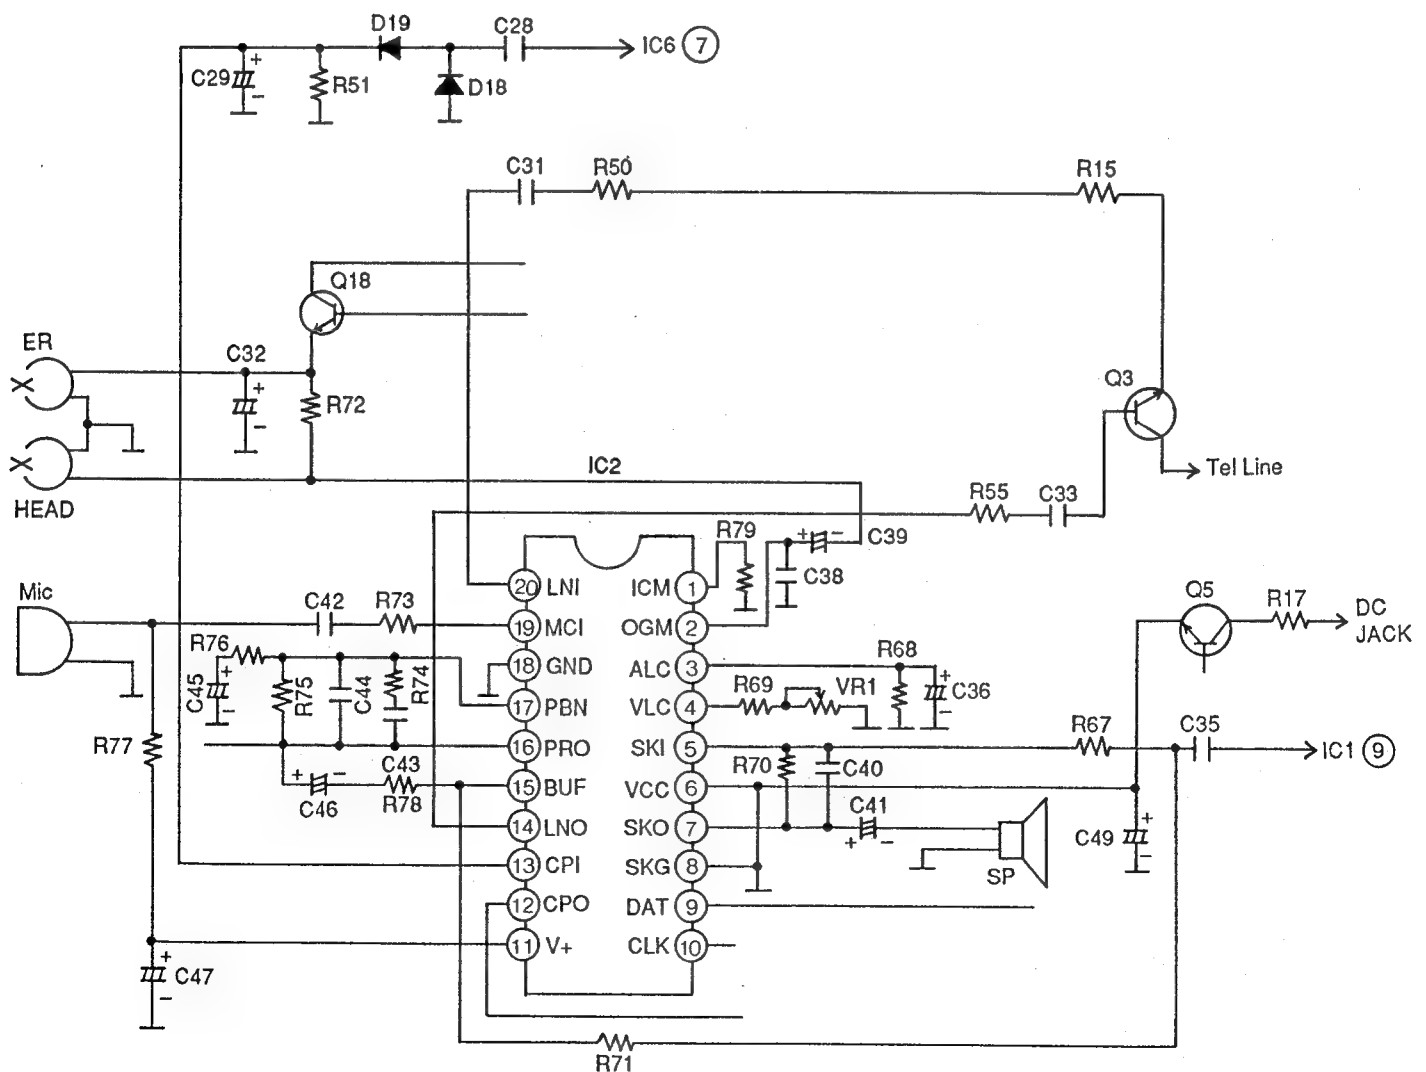 D19
C28
IC6 7
C29 + -
R51
D18
C31
R50
R15
Q18
ER
C32
+
-
R72
Q3
Tel Line
HEAD
IC2
R55
C33
R79
+ - C39
C38
Mic
C42
R73
20 LNI
ICM 1
19 MCI
OGM 2
Q5
R17
DC
JACK
R76
18 GND
ALC 3
R68
C45 + -
R75
C44
R74
17 PBN
VLC 4
R69
VR1
+ C36 -
R77
16 PRO
SKI 5
R67
C35
IC1 9
C43
R70
C40
+ - C46
R78
15 BUF
VCC 6
14 LNO
SKO 7
C41
+ -
C49 + -
13 CPI
SKG 8
SP
12 CPO
DAT 9
11 V+
CLK 10
+ C47 -
R71